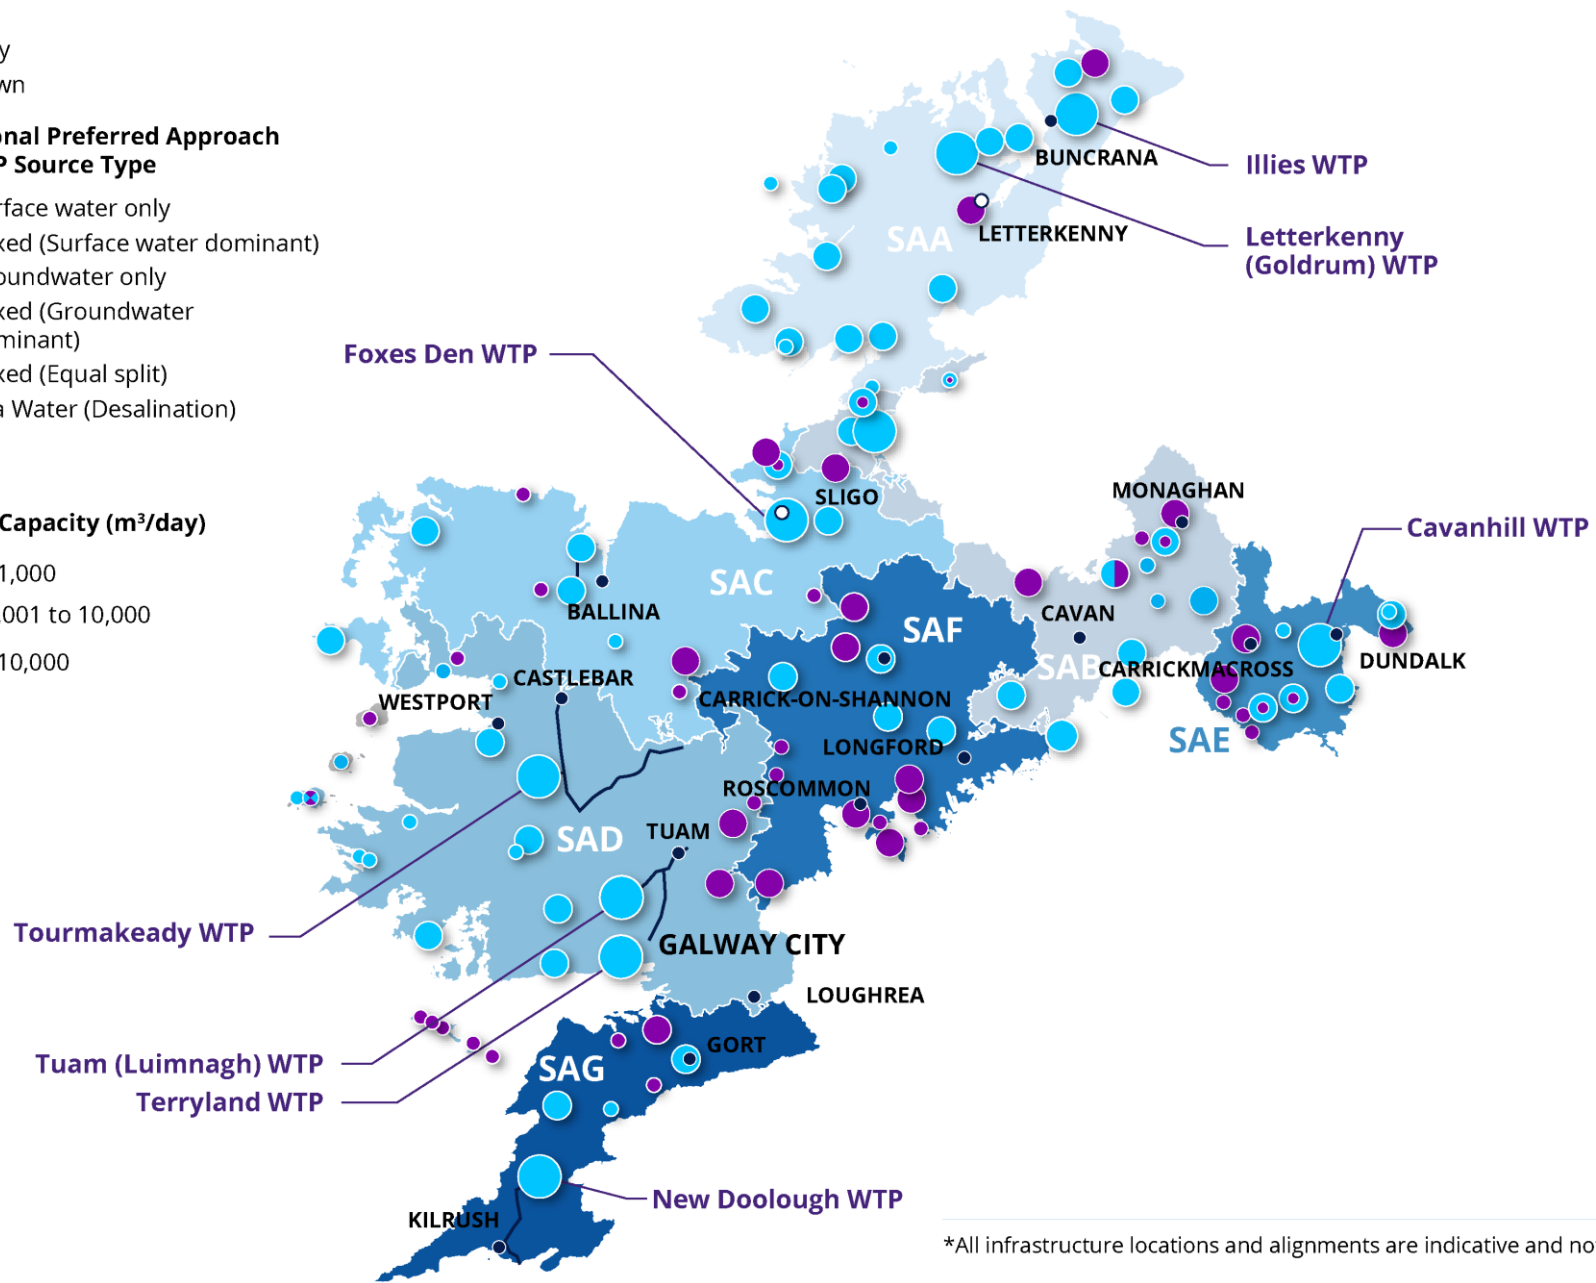 y
wn
onal Preferred Approach
P Source Type
rface water only
xed (Surface water dominant)
oundwater only
xed (Groundwater
minant)
xed (Equal split)
a Water (Desalination)
Capacity (m³/day)
1,000
001 to 10,000
10,000
BUNCRANA
Illies WTP
LETTERKENNY
SAA
Letterkenny
(Goldrum) WTP
Foxes Den WTP
SLIGO
MONAGHAN
Cavanhill WTP
SAC
BALLINA
CAVAN
SAF
SAB
CARRICKMACROSS
DUNDALK
CASTLEBAR
WESTPORT
CARRICK-ON-SHANNON
SAE
LONGFORD
ROSCOMMON
SAD
TUAM
Tourmakeady WTP
GALWAY CITY
LOUGHREA
GORT
Tuam (Luimnagh) WTP
SAG
Terryland WTP
New Doolough WTP
KILRUSH
*All infrastructure locations and alignments are indicative and no